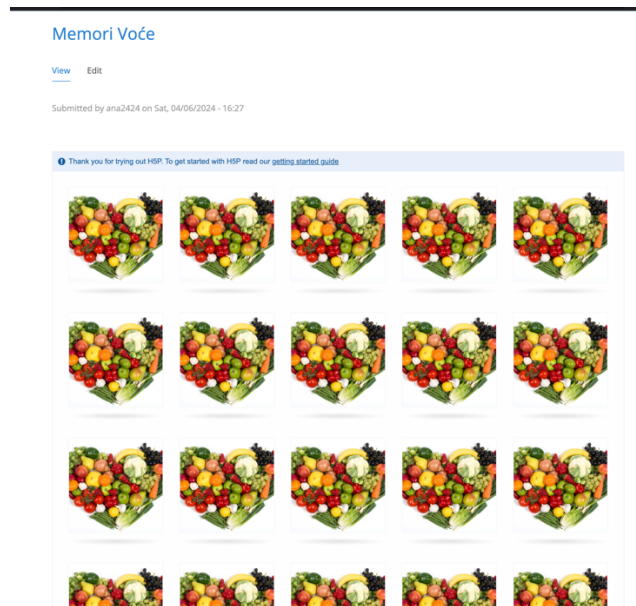 Memori Voće
View Edit
Submitted by ana2424 on Sat, 04/06/2024 - 16:27
Thank you for trying out H5P. To get started with H5P read our getting started guide